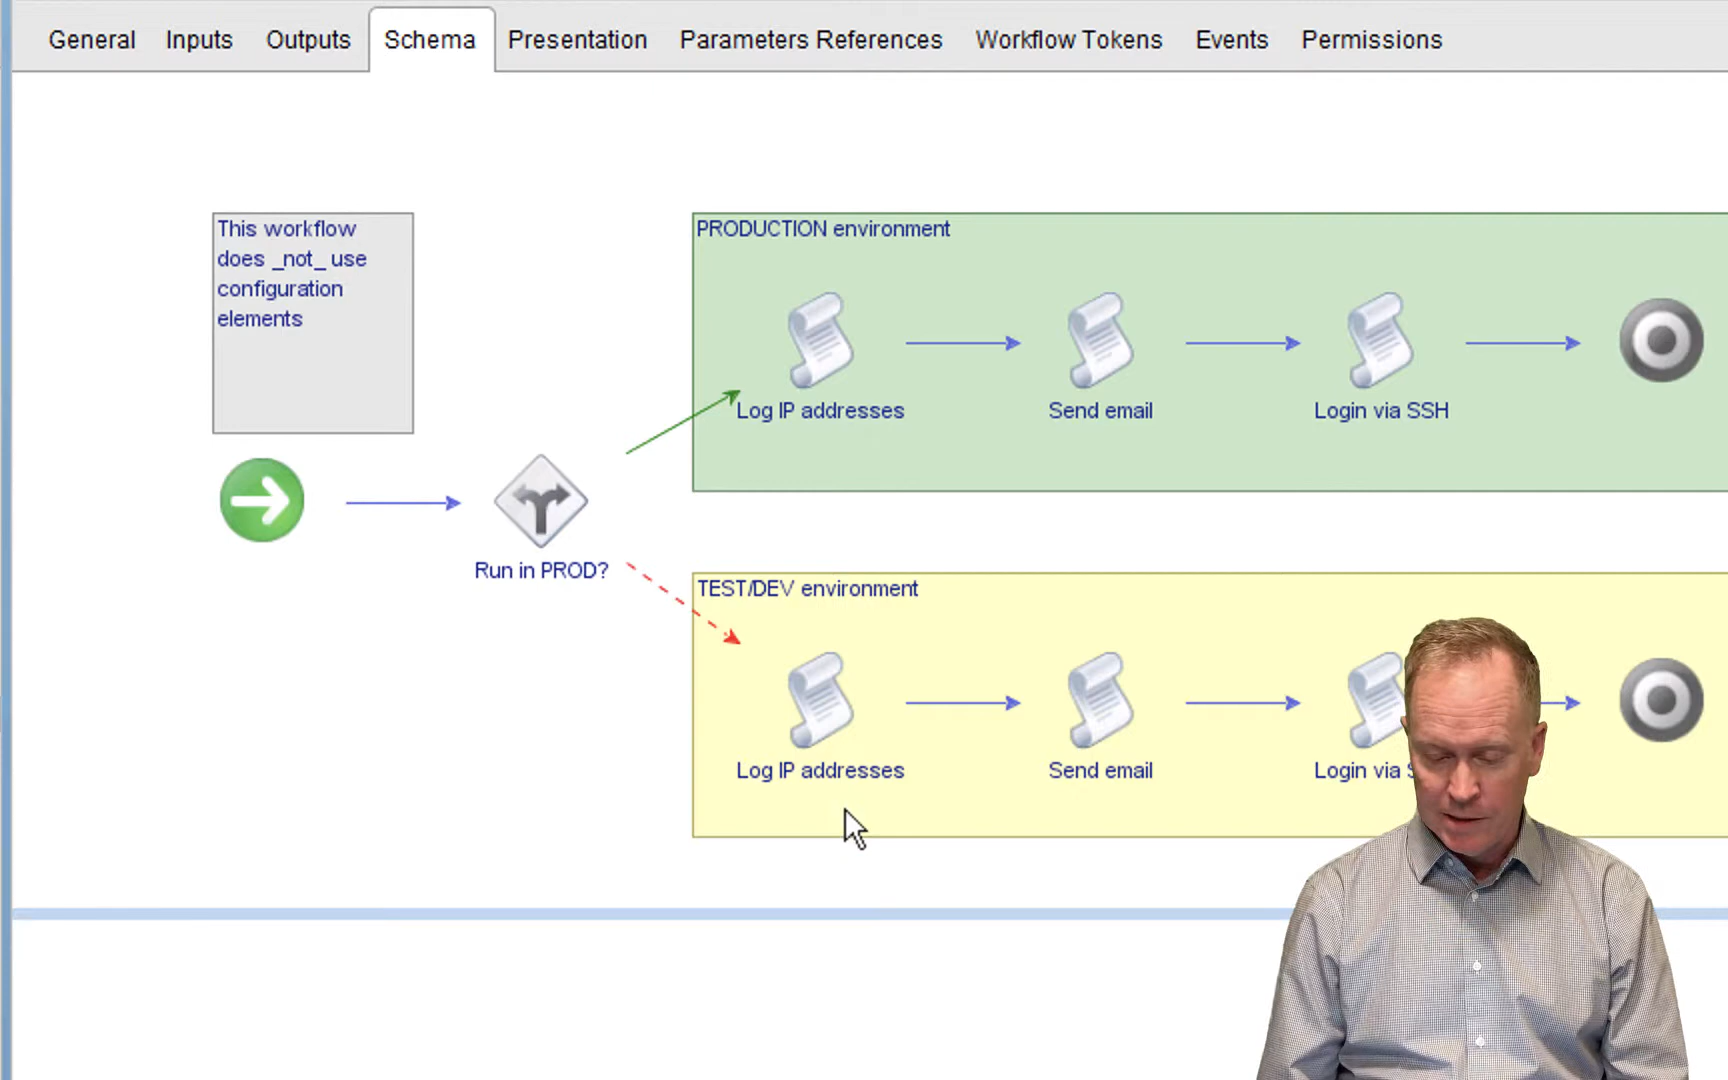 General Inputs Outputs Schema Presentation Parameters References Workflow Tokens Events Permissions
This workflow
does _not_ use
configuration
elements
PRODUCTION environment
Log IP addresses Send email Login via SSH
Run in PROD?
TEST/DEV environment
Log IP addresses Send email Login via